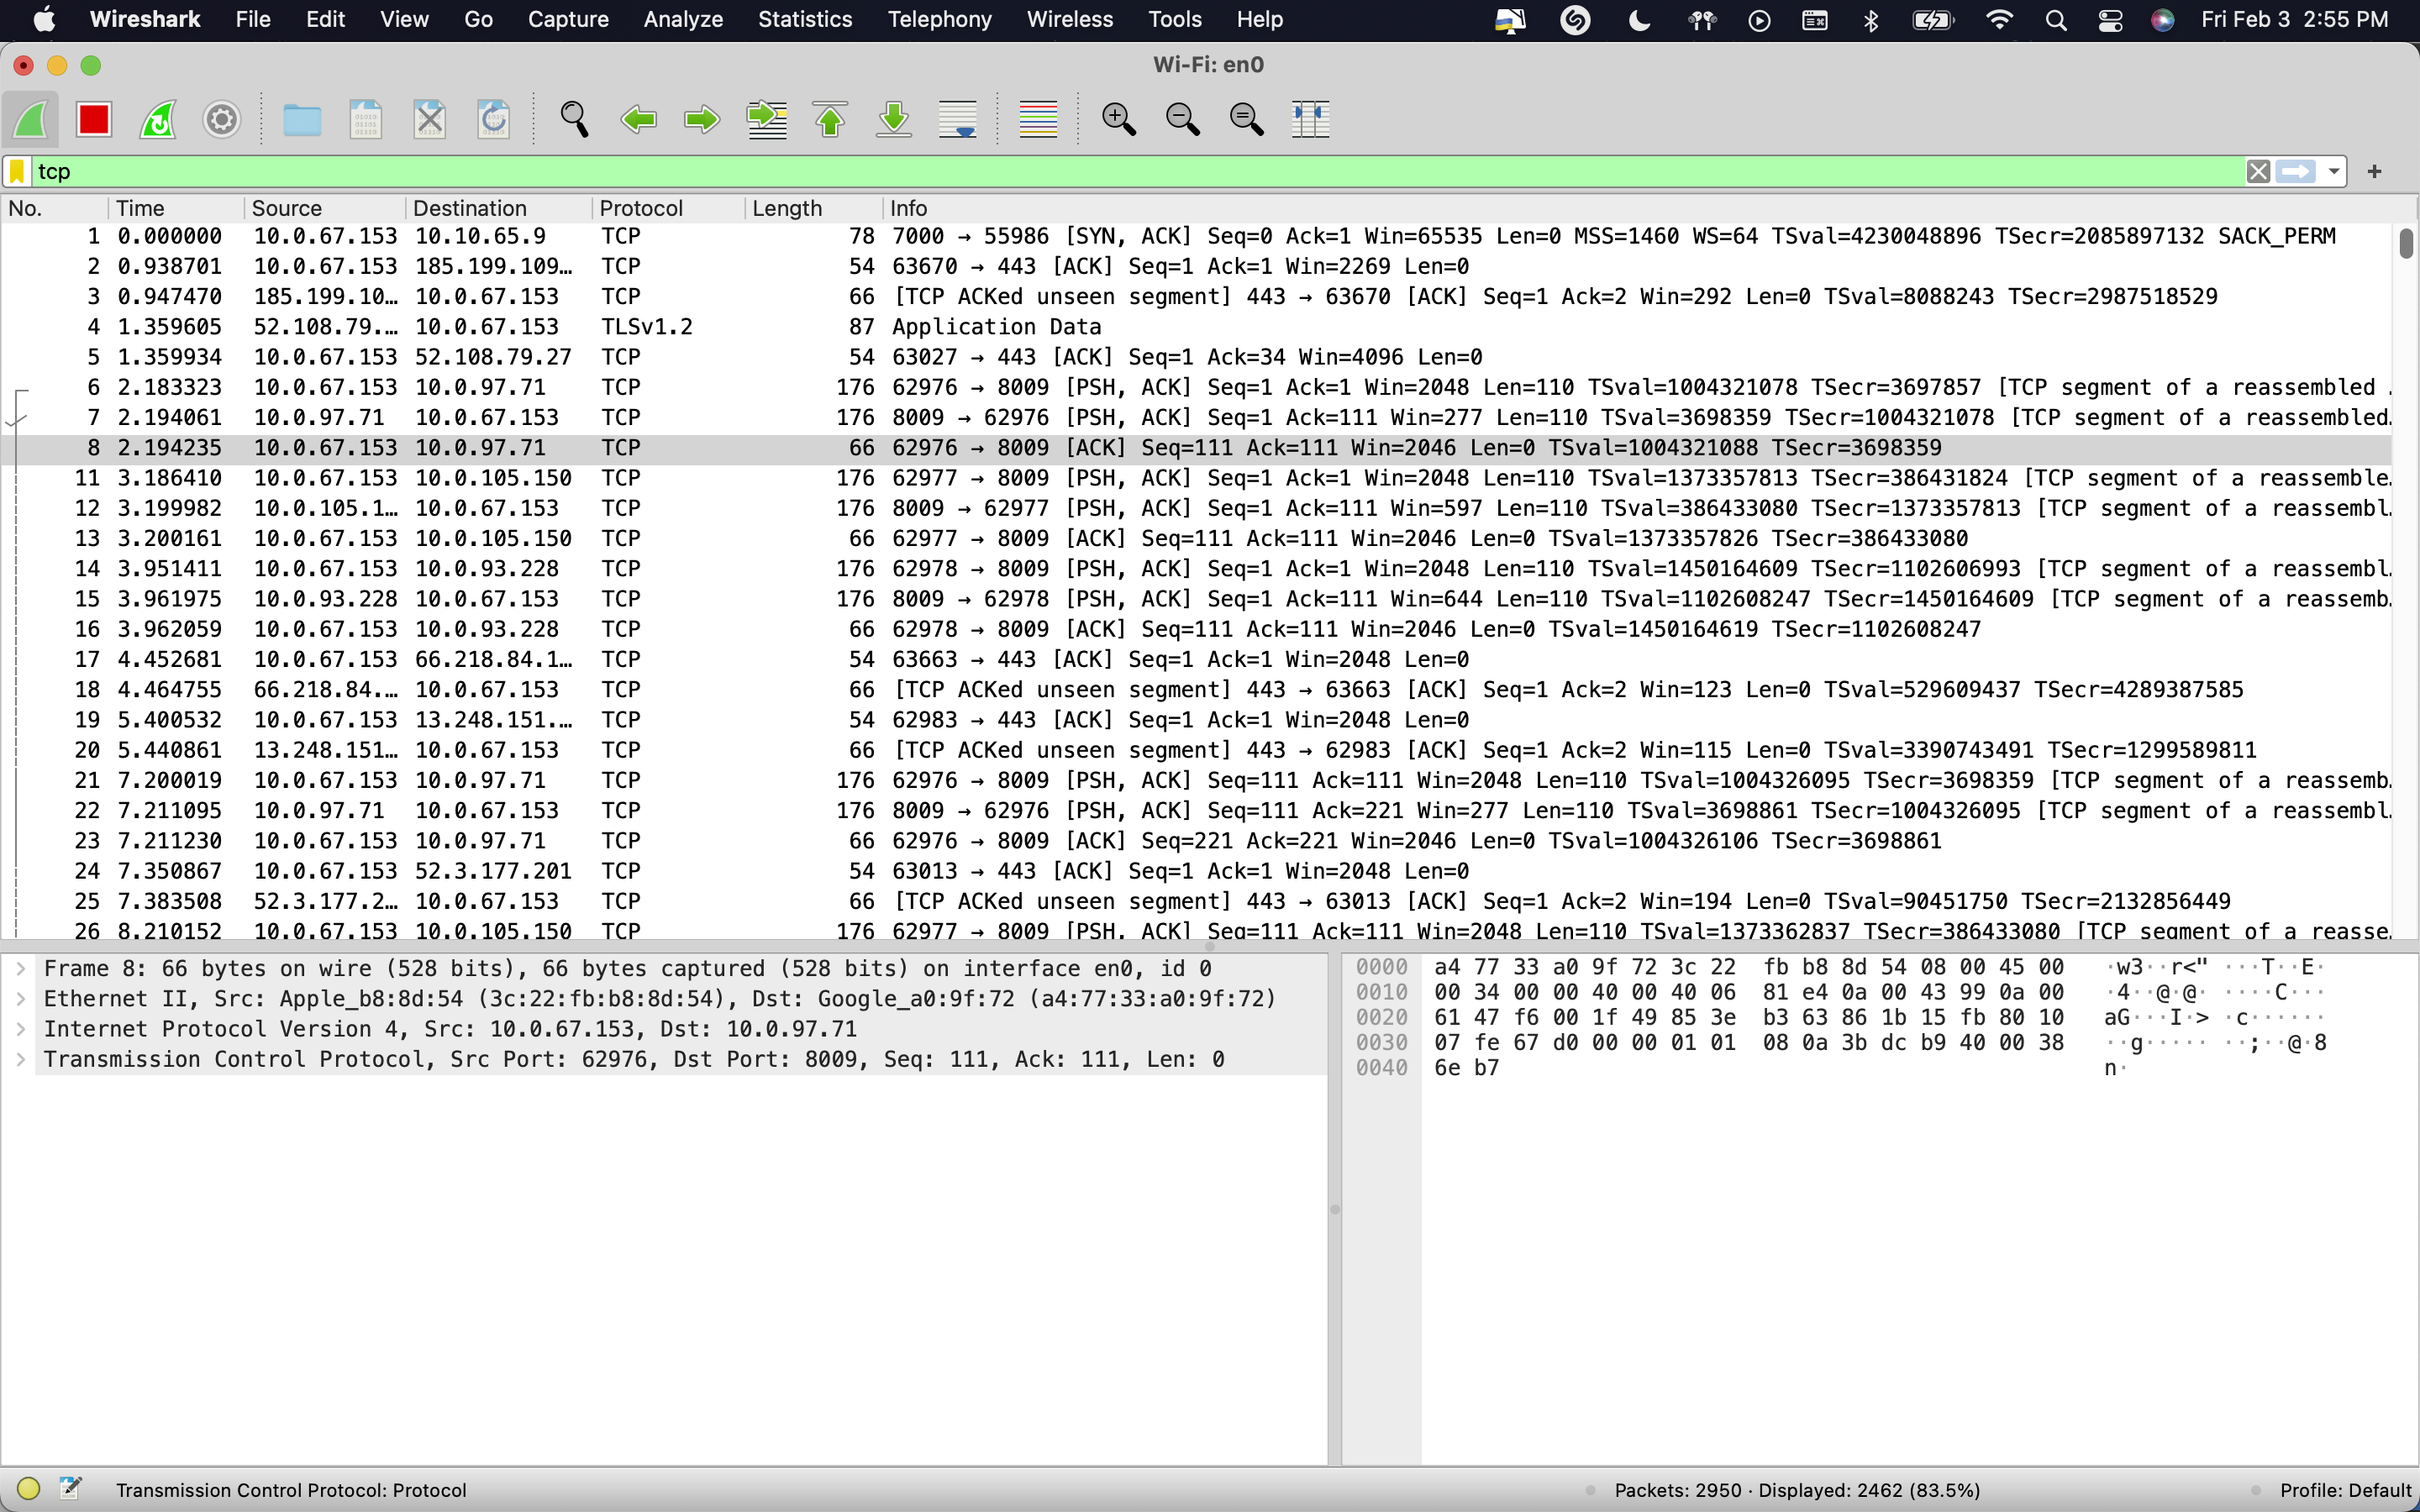 Wireshark File Edit View Go Capture Analyze Statistics Telephony Wireless Tools Help Fri Feb 3 2:55 PM
Wi-Fi: en0
tcp
No. Time Source Destination Protocol Length Info
1 0.000000 10.0.67.153 10.10.65.9 TCP 78 7000 → 55986 [SYN, ACK] Seq=0 Ack=1 Win=65535 Len=0 MSS=1460 WS=64 TSval=4230048896 TSecr=2085897132 SACK_PERM
2 0.938701 10.0.67.153 185.199.109… TCP 54 63670 → 443 [ACK] Seq=1 Ack=1 Win=2269 Len=0
3 0.947470 185.199.10… 10.0.67.153 TCP 66 [TCP ACKed unseen segment] 443 → 63670 [ACK] Seq=1 Ack=2 Win=292 Len=0 TSval=8088243 TSecr=2987518529
4 1.359605 52.108.79.… 10.0.67.153 TLSv1.2 87 Application Data
5 1.359934 10.0.67.153 52.108.79.27 TCP 54 63027 → 443 [ACK] Seq=1 Ack=34 Win=4096 Len=0
6 2.183323 10.0.67.153 10.0.97.71 TCP 176 62976 → 8009 [PSH, ACK] Seq=1 Ack=1 Win=2048 Len=110 TSval=1004321078 TSecr=3697857 [TCP segment of a reassembled …
7 2.194061 10.0.97.71 10.0.67.153 TCP 176 8009 → 62976 [PSH, ACK] Seq=1 Ack=111 Win=277 Len=110 TSval=3698359 TSecr=1004321078 [TCP segment of a reassembled…
8 2.194235 10.0.67.153 10.0.97.71 TCP 66 62976 → 8009 [ACK] Seq=111 Ack=111 Win=2046 Len=0 TSval=1004321088 TSecr=3698359
11 3.186410 10.0.67.153 10.0.105.150 TCP 176 62977 → 8009 [PSH, ACK] Seq=1 Ack=1 Win=2048 Len=110 TSval=1373357813 TSecr=386431824 [TCP segment of a reassemble…
12 3.199982 10.0.105.1… 10.0.67.153 TCP 176 8009 → 62977 [PSH, ACK] Seq=1 Ack=111 Win=597 Len=110 TSval=386433080 TSecr=1373357813 [TCP segment of a reassembl…
13 3.200161 10.0.67.153 10.0.105.150 TCP 66 62977 → 8009 [ACK] Seq=111 Ack=111 Win=2046 Len=0 TSval=1373357826 TSecr=386433080
14 3.951411 10.0.67.153 10.0.93.228 TCP 176 62978 → 8009 [PSH, ACK] Seq=1 Ack=1 Win=2048 Len=110 TSval=1450164609 TSecr=1102606993 [TCP segment of a reassembl…
15 3.961975 10.0.93.228 10.0.67.153 TCP 176 8009 → 62978 [PSH, ACK] Seq=1 Ack=111 Win=644 Len=110 TSval=1102608247 TSecr=1450164609 [TCP segment of a reassemb…
16 3.962059 10.0.67.153 10.0.93.228 TCP 66 62978 → 8009 [ACK] Seq=111 Ack=111 Win=2046 Len=0 TSval=1450164619 TSecr=1102608247
17 4.452681 10.0.67.153 66.218.84.1… TCP 54 63663 → 443 [ACK] Seq=1 Ack=1 Win=2048 Len=0
18 4.464755 66.218.84.… 10.0.67.153 TCP 66 [TCP ACKed unseen segment] 443 → 63663 [ACK] Seq=1 Ack=2 Win=123 Len=0 TSval=529609437 TSecr=4289387585
19 5.400532 10.0.67.153 13.248.151.… TCP 54 62983 → 443 [ACK] Seq=1 Ack=1 Win=2048 Len=0
20 5.440861 13.248.151… 10.0.67.153 TCP 66 [TCP ACKed unseen segment] 443 → 62983 [ACK] Seq=1 Ack=2 Win=115 Len=0 TSval=3390743491 TSecr=1299589811
21 7.200019 10.0.67.153 10.0.97.71 TCP 176 62976 → 8009 [PSH, ACK] Seq=111 Ack=111 Win=2048 Len=110 TSval=1004326095 TSecr=3698359 [TCP segment of a reassemb…
22 7.211095 10.0.97.71 10.0.67.153 TCP 176 8009 → 62976 [PSH, ACK] Seq=111 Ack=221 Win=277 Len=110 TSval=3698861 TSecr=1004326095 [TCP segment of a reassembl…
23 7.211230 10.0.67.153 10.0.97.71 TCP 66 62976 → 8009 [ACK] Seq=221 Ack=221 Win=2046 Len=0 TSval=1004326106 TSecr=3698861
24 7.350867 10.0.67.153 52.3.177.201 TCP 54 63013 → 443 [ACK] Seq=1 Ack=1 Win=2048 Len=0
25 7.383508 52.3.177.2… 10.0.67.153 TCP 66 [TCP ACKed unseen segment] 443 → 63013 [ACK] Seq=1 Ack=2 Win=194 Len=0 TSval=90451750 TSecr=2132856449
26 8.210152 10.0.67.153 10.0.105.150 TCP 176 62977 → 8009 [PSH, ACK] Seq=111 Ack=111 Win=2048 Len=110 TSval=1373362837 TSecr=386433080 [TCP segment of a reasse…
Frame 8: 66 bytes on wire (528 bits), 66 bytes captured (528 bits) on interface en0, id 0
Ethernet II, Src: Apple_b8:8d:54 (3c:22:fb:b8:8d:54), Dst: Google_a0:9f:72 (a4:77:33:a0:9f:72)
Internet Protocol Version 4, Src: 10.0.67.153, Dst: 10.0.97.71
Transmission Control Protocol, Src Port: 62976, Dst Port: 8009, Seq: 111, Ack: 111, Len: 0
0000 a4 77 33 a0 9f 72 3c 22 fb b8 8d 54 08 00 45 00 ·w3··r<" ···T··E·
0010 00 34 00 00 40 00 40 06 81 e4 0a 00 43 99 0a 00 ·4··@·@· ····C···
0020 61 47 f6 00 1f 49 85 3e b3 63 86 1b 15 fb 80 10 aG···I·> ·c······
0030 07 fe 67 d0 00 00 01 01 08 0a 3b dc b9 40 00 38 ··g····· ··;··@·8
0040 6e b7 n·
Transmission Control Protocol: Protocol Packets: 2950 · Displayed: 2462 (83.5%) Profile: Default